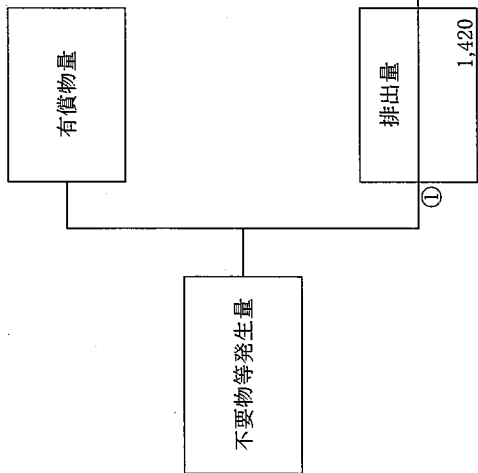 不要物等発生量
有償物量
排出量
①
1,420